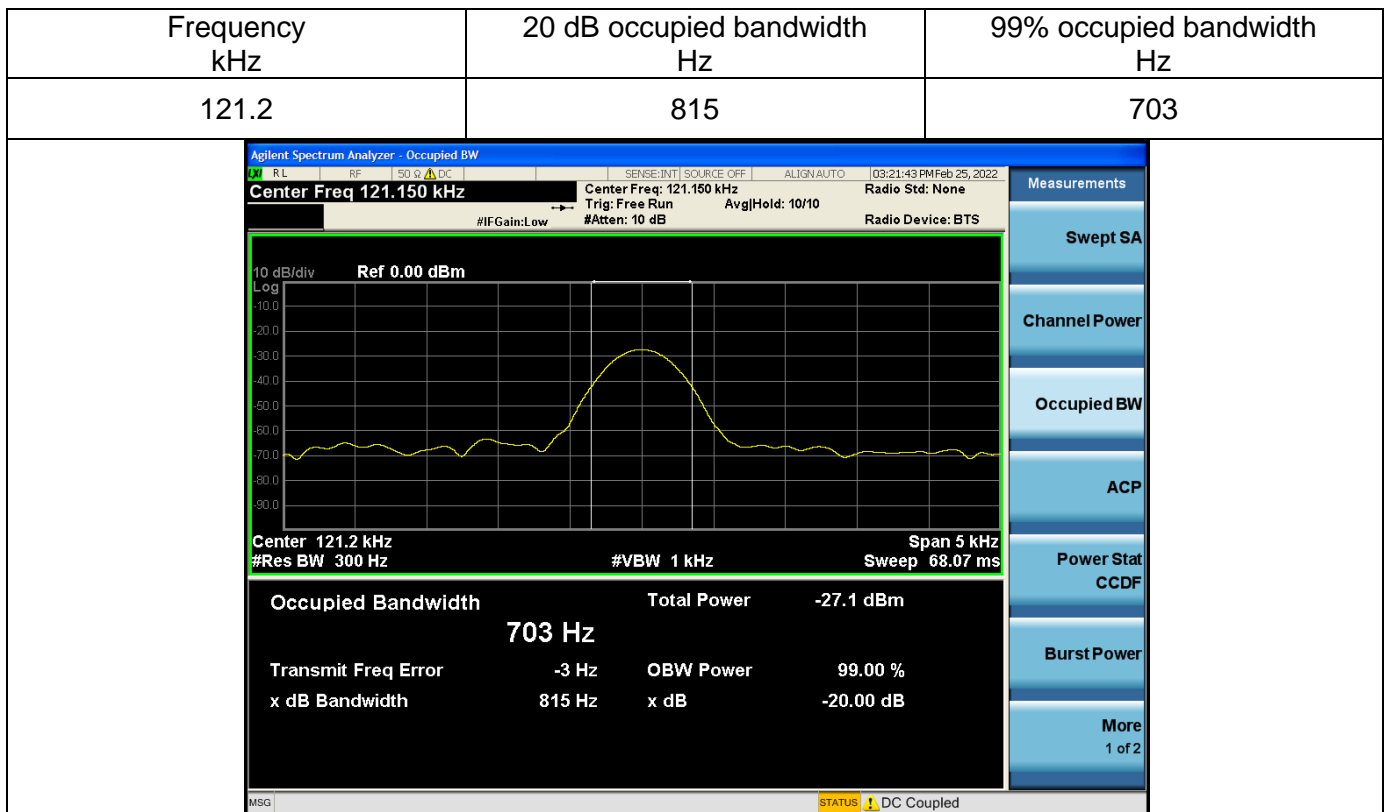 Frequency
kHz
20 dB occupied bandwidth
Hz
99% occupied bandwidth
Hz
121.2
815
703
Agilent Spectrum Analyzer - Occupied BW
LXI RL RF 50 Ω DC SENSE:INT SOURCE OFF ALIGN AUTO 03:21:43 PM Feb 25, 2022
Center Freq 121.150 kHz
Center Freq: 121.150 kHz
Radio Std: None
Trig: Free Run
Avg|Hold: 10/10
#IFGain:Low
#Atten: 10 dB
Radio Device: BTS
10 dB/div
Ref 0.00 dBm
Log
-10.0
-20.0
-30.0
-40.0
-50.0
-60.0
-70.0
-80.0
-90.0
Center 121.2 kHz
Span 5 kHz
#Res BW 300 Hz
#VBW 1 kHz
Sweep 68.07 ms
Occupied Bandwidth
Total Power -27.1 dBm
703 Hz
Transmit Freq Error -3 Hz
OBW Power 99.00 %
x dB Bandwidth 815 Hz
x dB -20.00 dB
Measurements
Swept SA
Channel Power
Occupied BW
ACP
Power Stat
CCDF
Burst Power
More
1 of 2
MSG
STATUS DC Coupled